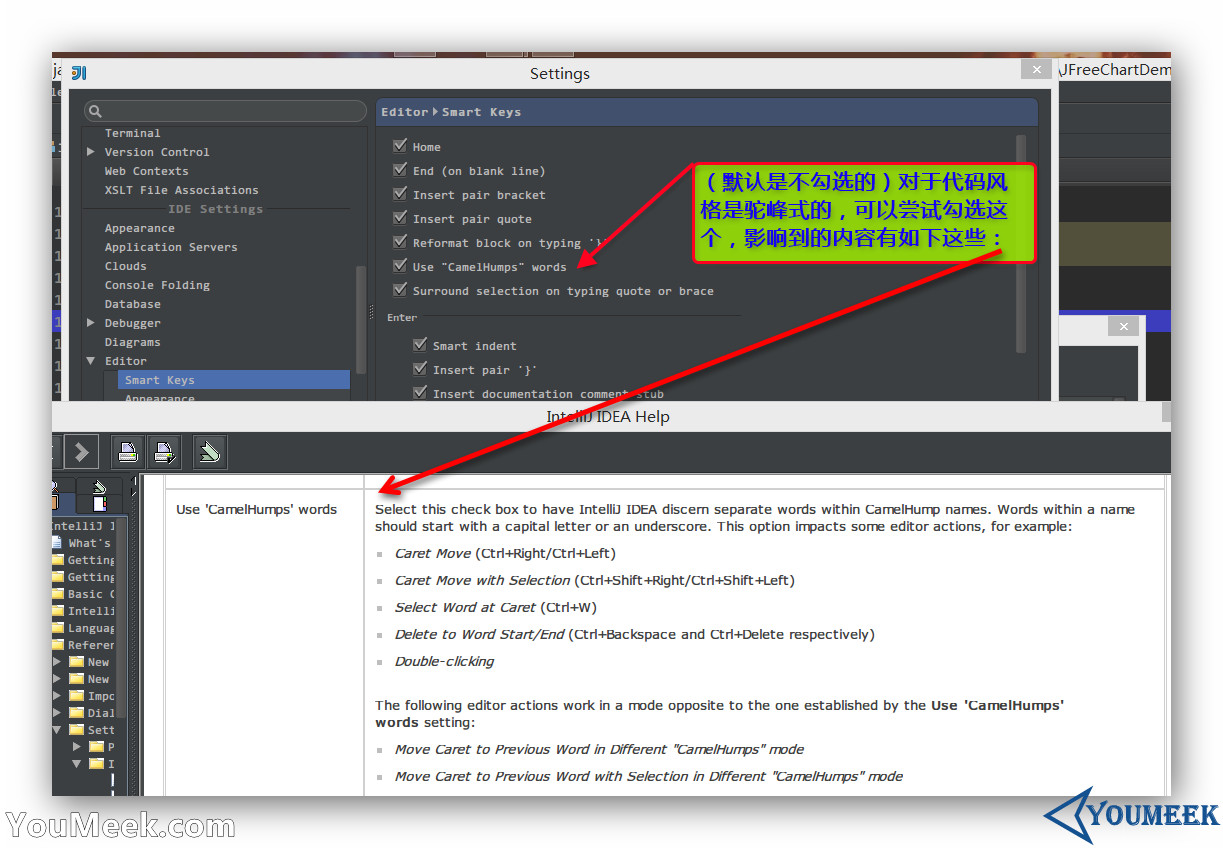 Settings
\JFreeChartDem
Editor Smart Keys
Terminal
Version Control
Web Contexts
XSLT File Associations
IDE Settings
Appearance
Application Servers
Clouds
Console Folding
Database
Debugger
Diagrams
Editor
Smart Keys
Appearance
Home
End (on blank line)
Insert pair bracket
Insert pair quote
Reformat block on typing '}'
Use "CamelHumps" words
Surround selection on typing quote or brace
Enter
Smart indent
Insert pair '}'
Insert documentation comment stub
（默认是不勾选的）对于代码风
格是驼峰式的，可以尝试勾选这
个，影响到的内容有如下这些：
IntelliJ IDEA Help
IntelliJ I
What's
Getting
Getting
Basic C
Intelli
Languag
Referen
New
New
Impo
Dial
Sett
P
I
Use 'CamelHumps' words
Select this check box to have IntelliJ IDEA discern separate words within CamelHump names. Words within a name
should start with a capital letter or an underscore. This option impacts some editor actions, for example:
Caret Move (Ctrl+Right/Ctrl+Left)
Caret Move with Selection (Ctrl+Shift+Right/Ctrl+Shift+Left)
Select Word at Caret (Ctrl+W)
Delete to Word Start/End (Ctrl+Backspace and Ctrl+Delete respectively)
Double-clicking
The following editor actions work in a mode opposite to the one established by the Use 'CamelHumps'
words setting:
Move Caret to Previous Word in Different "CamelHumps" mode
Move Caret to Previous Word with Selection in Different "CamelHumps" mode
YouMeek.com
YOUMEEK